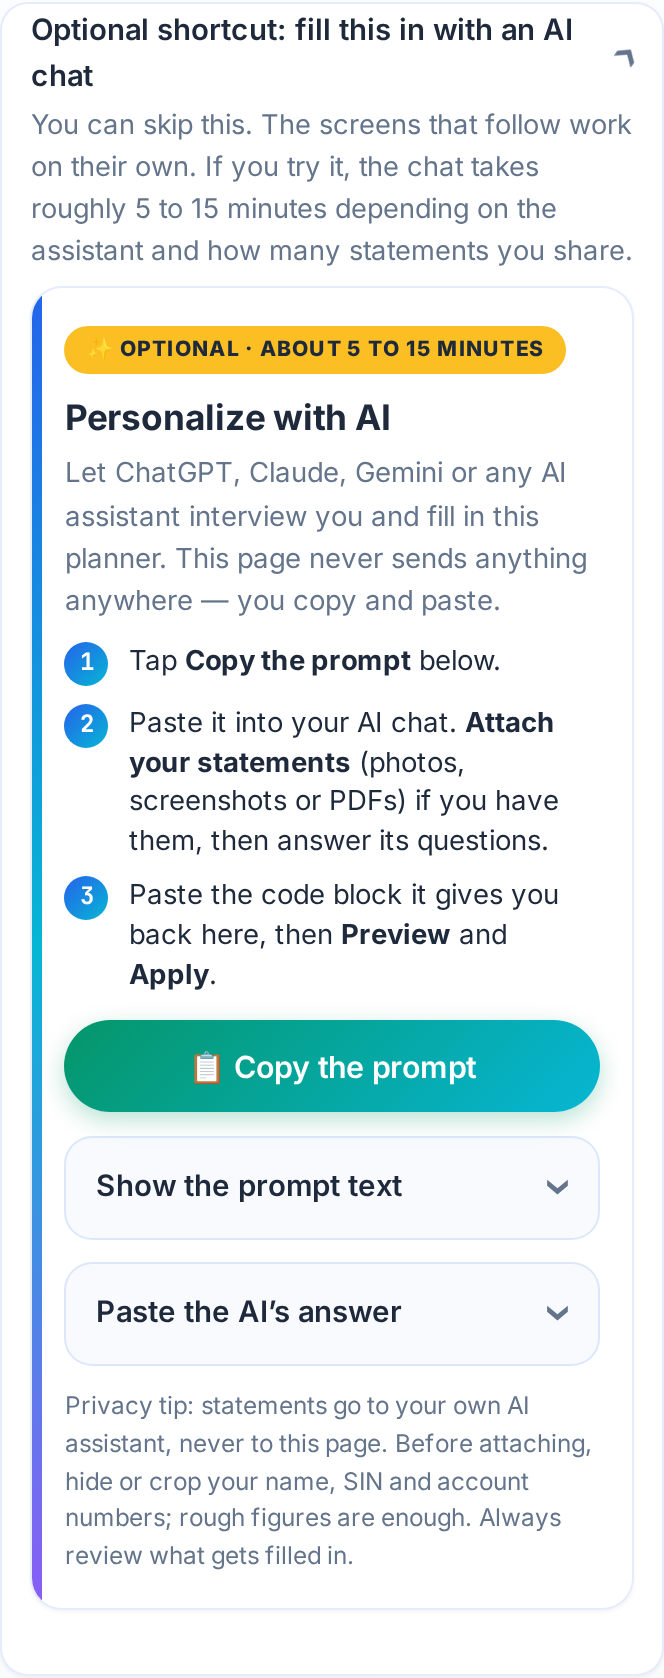 Optional shortcut: fill this in with an AI
chat
You can skip this. The screens that follow work
on their own. If you try it, the chat takes
roughly 5 to 15 minutes depending on the
assistant and how many statements you share.
✨ OPTIONAL · ABOUT 5 TO 15 MINUTES
Personalize with AI
Let ChatGPT, Claude, Gemini or any AI
assistant interview you and fill in this
planner. This page never sends anything
anywhere — you copy and paste.
1 Tap Copy the prompt below.
2 Paste it into your AI chat. Attach
your statements (photos,
screenshots or PDFs) if you have
them, then answer its questions.
3 Paste the code block it gives you
back here, then Preview and
Apply.
📋 Copy the prompt
Show the prompt text
Paste the AI’s answer
Privacy tip: statements go to your own AI
assistant, never to this page. Before attaching,
hide or crop your name, SIN and account
numbers; rough figures are enough. Always
review what gets filled in.